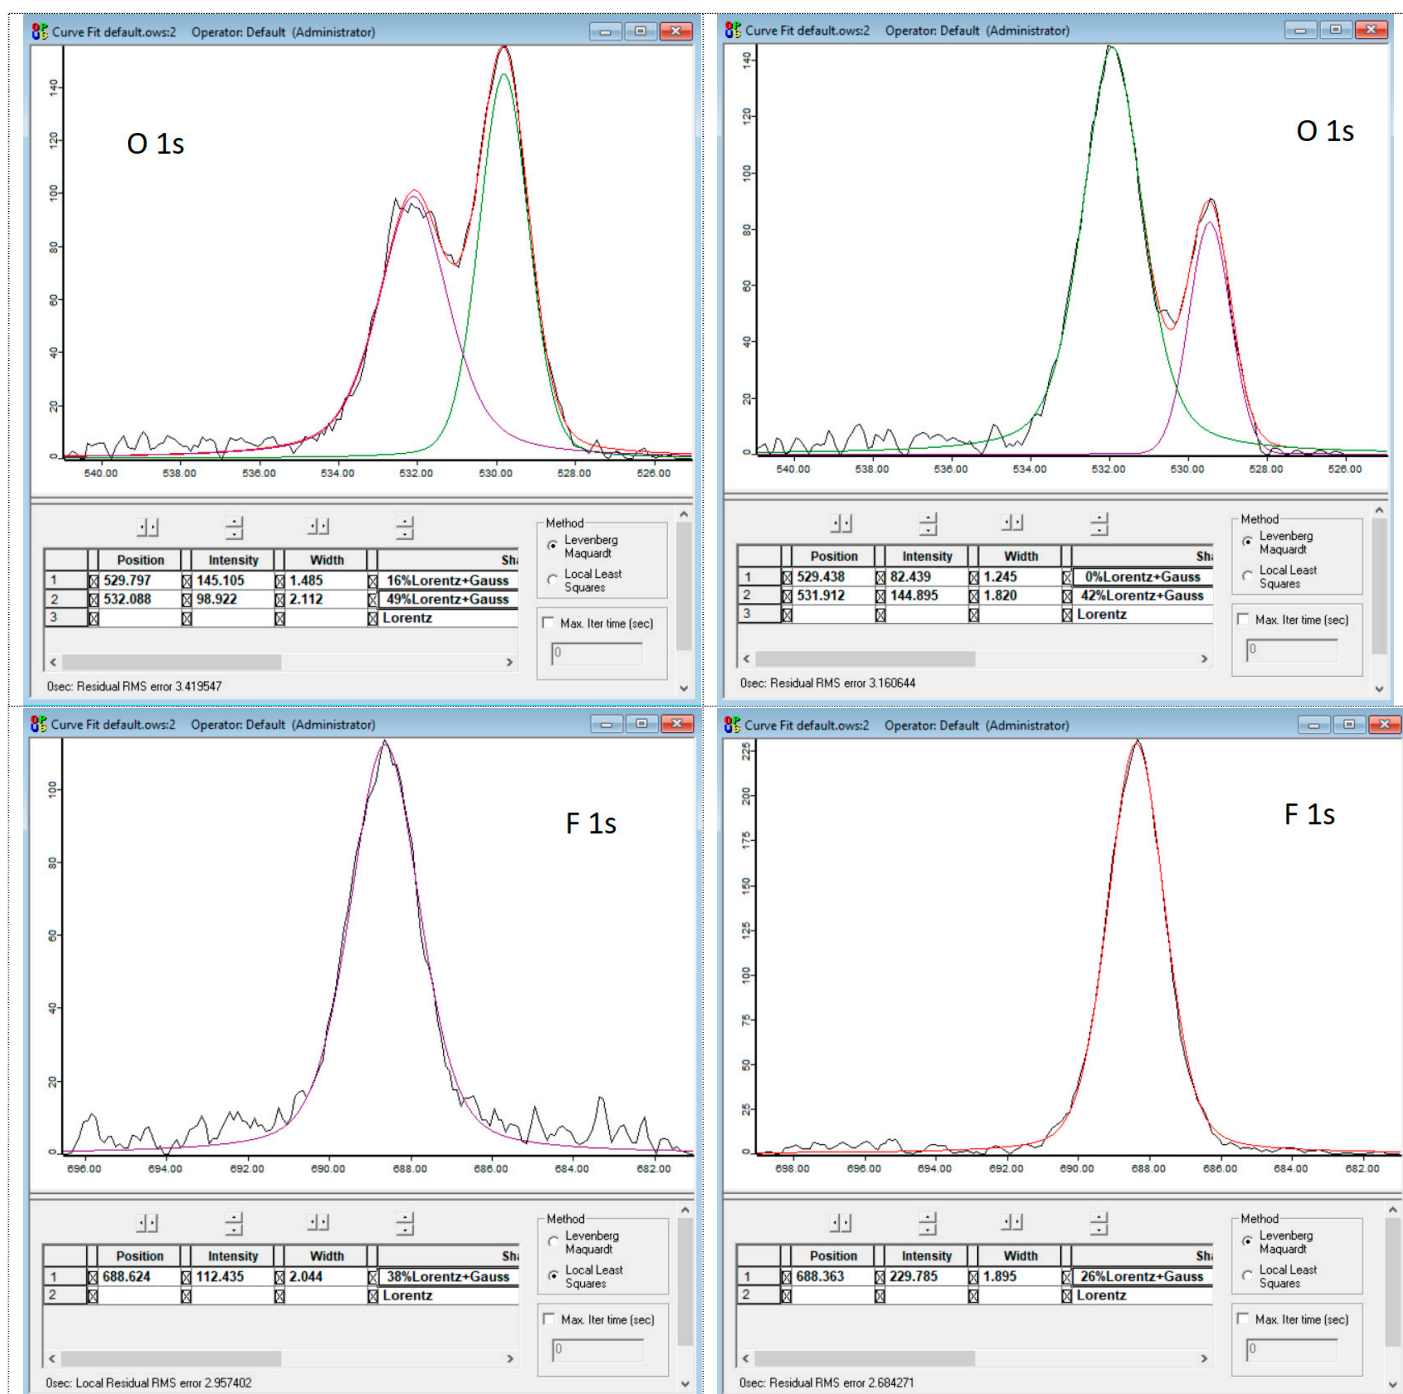 Curve Fit default.ows:2 Operator: Default (Administrator)
O 1s
140
120
100
80
60
40
20
0
540.00 538.00 536.00 534.00 532.00 530.00 528.00 526.00
Position Intensity Width Sha
1 529.797 145.105 1.485 16%Lorentz+Gauss
2 532.088 98.922 2.112 49%Lorentz+Gauss
3 Lorentz
Method
Levenberg
Maquardt
Local Least
Squares
Max. Iter time (sec)
0
0sec: Residual RMS error 3.419547
Curve Fit default.ows:2 Operator: Default (Administrator)
O 1s
140
120
100
80
60
40
20
0
540.00 538.00 536.00 534.00 532.00 530.00 528.00 526.00
Position Intensity Width Sha
1 529.438 82.439 1.245 0%Lorentz+Gauss
2 531.912 144.895 1.820 42%Lorentz+Gauss
3 Lorentz
Method
Levenberg
Maquardt
Local Least
Squares
Max. Iter time (sec)
0
0sec: Residual RMS error 3.160644
Curve Fit default.ows:2 Operator: Default (Administrator)
F 1s
100
80
60
40
20
0
696.00 694.00 692.00 690.00 688.00 686.00 684.00 682.00
Position Intensity Width Sha
1 688.624 112.435 2.044 38%Lorentz+Gauss
2 Lorentz
Method
Levenberg
Maquardt
Local Least
Squares
Max. Iter time (sec)
0
0sec: Local Residual RMS error 2.957402
Curve Fit default.ows:2 Operator: Default (Administrator)
F 1s
225
200
175
150
125
100
75
50
25
0
698.00 696.00 694.00 692.00 690.00 688.00 686.00 684.00 682.00
Position Intensity Width Sha
1 688.363 229.785 1.895 26%Lorentz+Gauss
2 Lorentz
Method
Levenberg
Maquardt
Local Least
Squares
Max. Iter time (sec)
0
0sec: Residual RMS error 2.684271